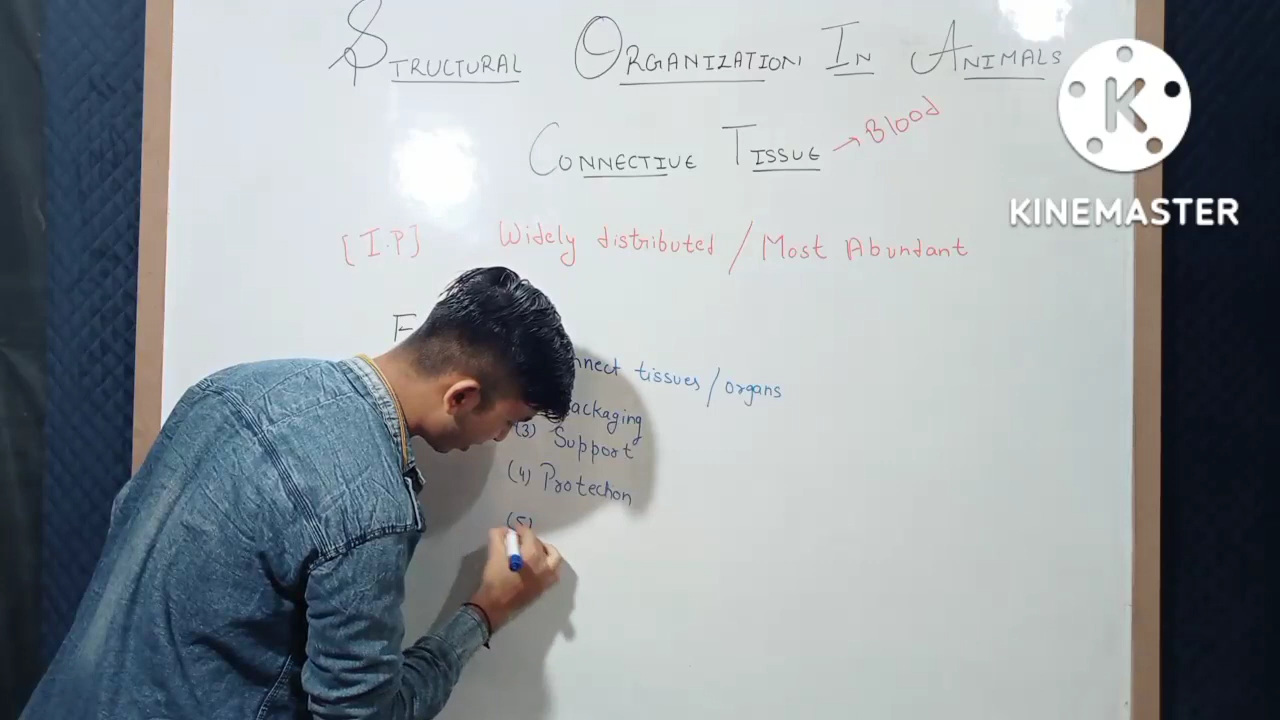 STRUCTURAL ORGANIZATION IN ANIMALS
CONNECTIVE TISSUE → Blood
[I.P] Widely distributed / Most Abundant
F
nnect tissues / organs
ackaging
(3) Support
(4) Protection
(5)
K
KINEMASTER